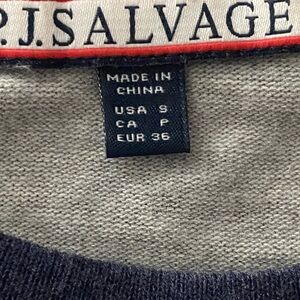 P.J.SALVAGE
MADE IN
CHINA
USA S
CA P
EUR 36